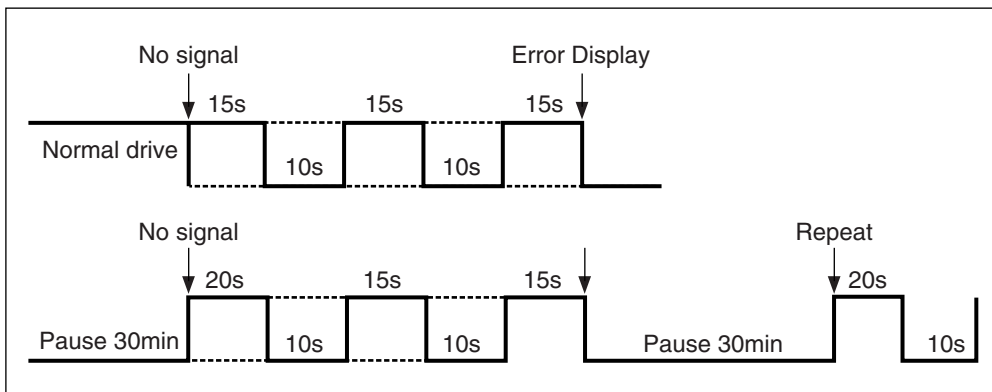 No signal Error Display
15s 15s 15s
Normal drive
10s 10s
No signal Repeat
20s 15s 15s 20s
Pause 30min 10s 10s Pause 30min 10s